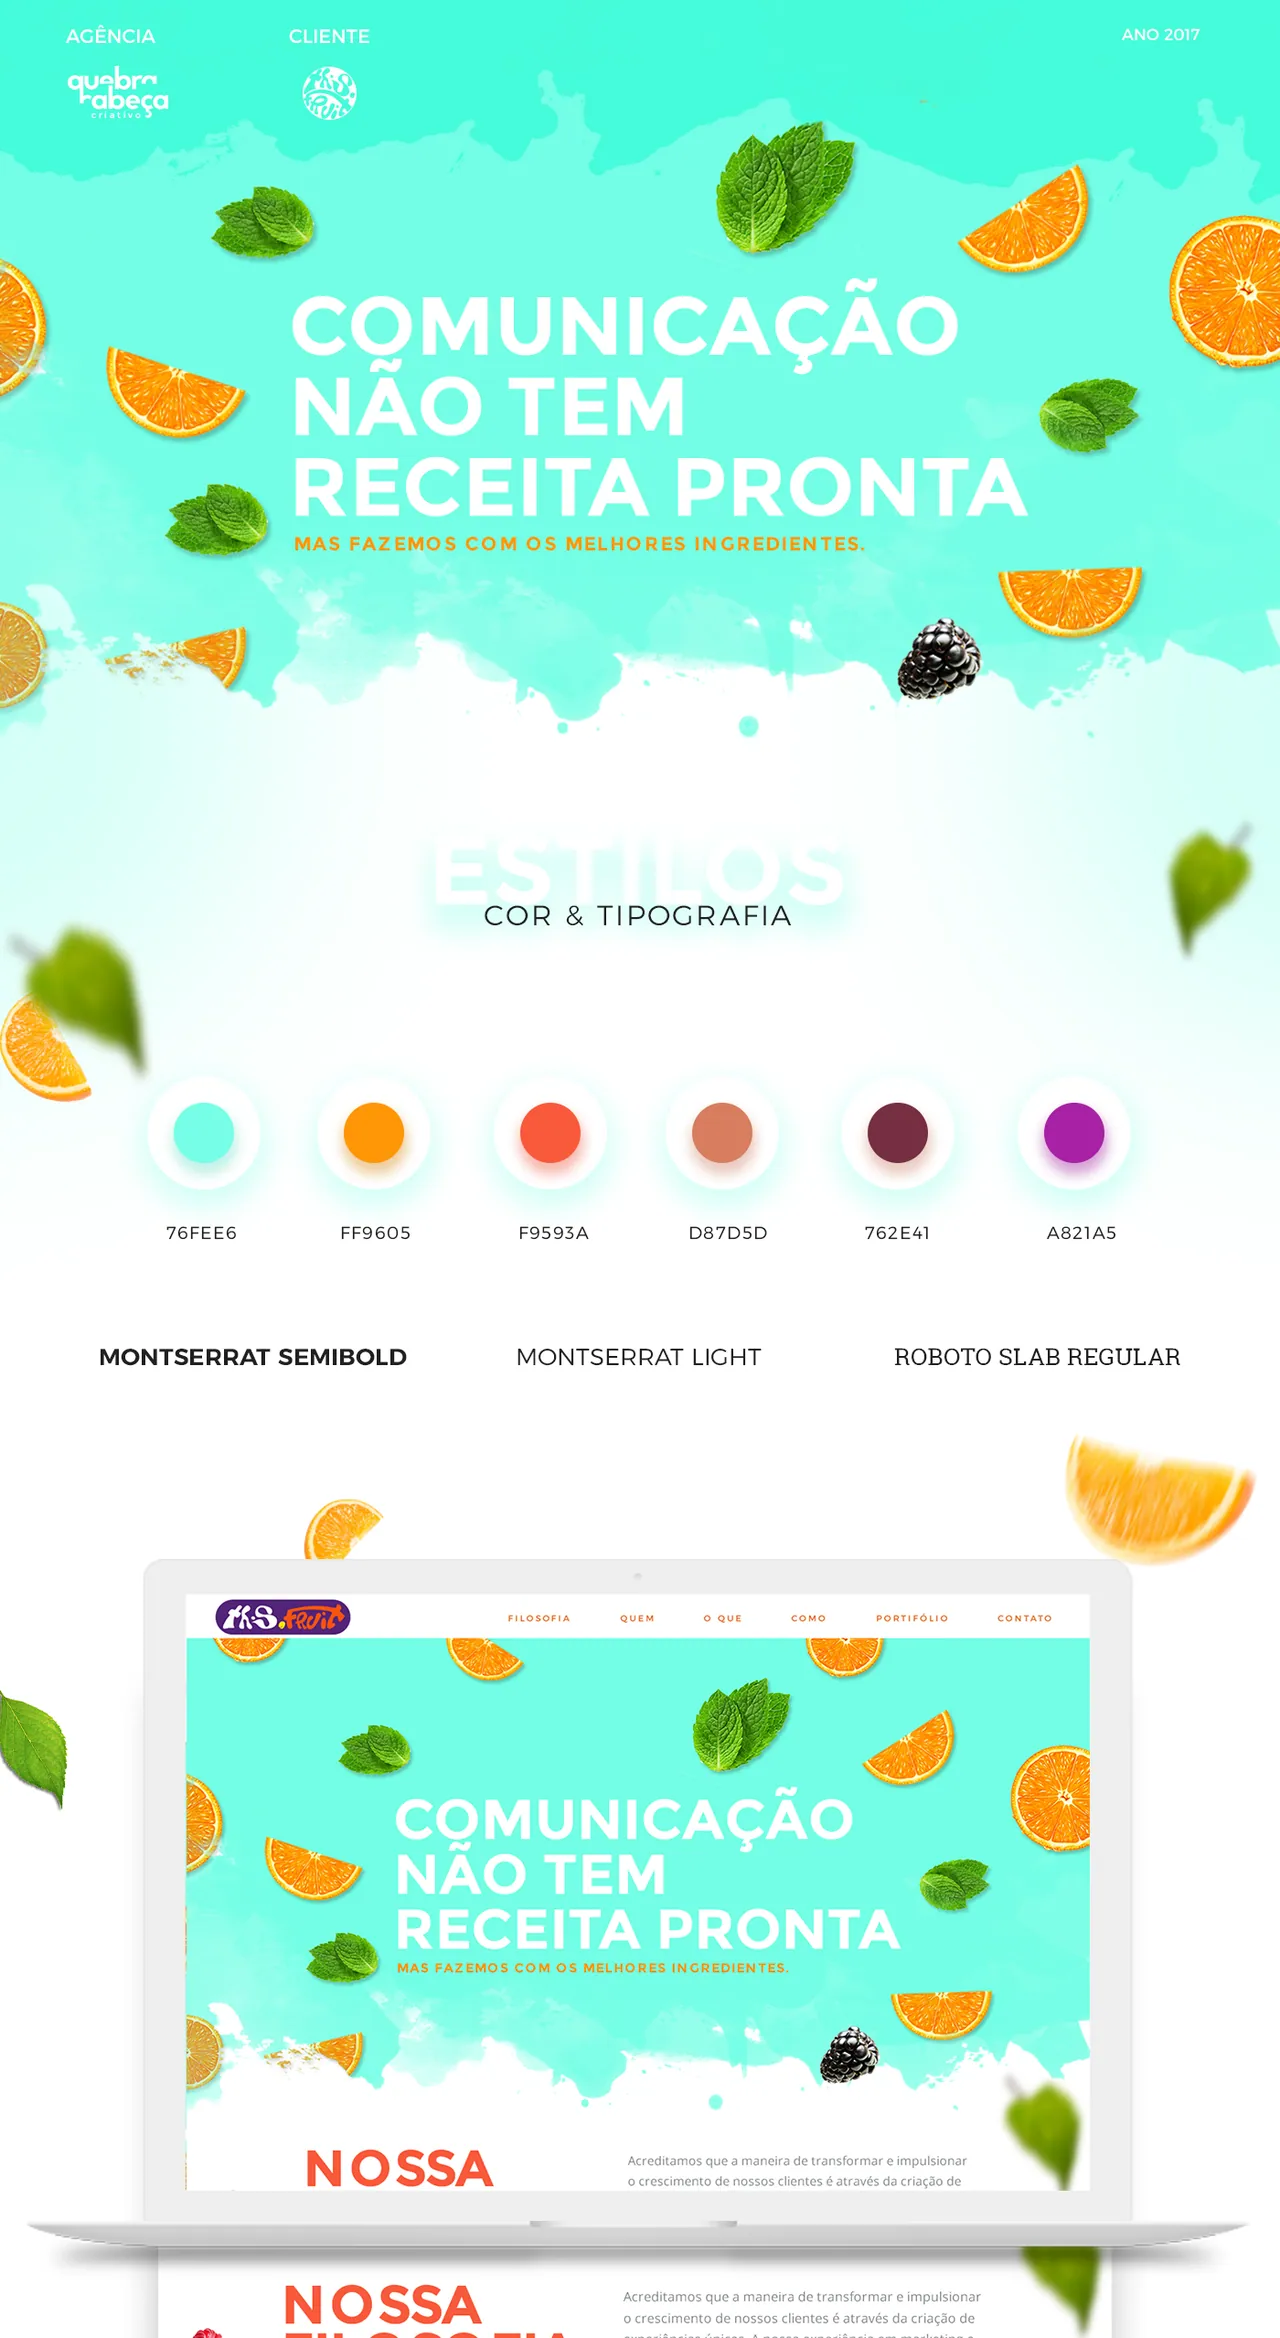 AGÊNCIA
CLIENTE
ANO 2017
quebra
cabeça
criativo
COMUNICAÇÃO
NÃO TEM
RECEITA PRONTA
MAS FAZEMOS COM OS MELHORES INGREDIENTES.
ESTILOS
COR & TIPOGRAFIA
76FEE6
FF9605
F9593A
D87D5D
762E41
A821A5
MONTSERRAT SEMIBOLD
MONTSERRAT LIGHT
ROBOTO SLAB REGULAR
FILOSOFIA
QUEM
O QUE
COMO
PORTIFÓLIO
CONTATO
COMUNICAÇÃO
NÃO TEM
RECEITA PRONTA
MAS FAZEMOS COM OS MELHORES INGREDIENTES.
NOSSA
Acreditamos que a maneira de transformar e impulsionar
o crescimento de nossos clientes é através da criação de
NOSSA
Acreditamos que a maneira de transformar e impulsionar
o crescimento de nossos clientes é através da criação de